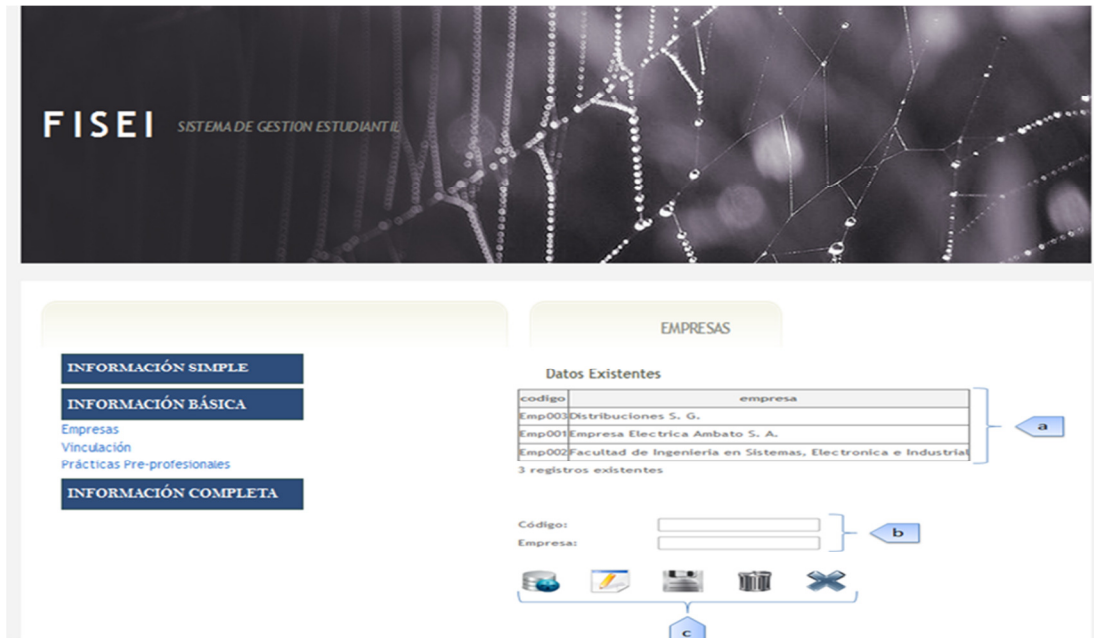 FISEI SISTEMA DE GESTION ESTUDIANTIL
EMPRESAS
INFORMACIÓN SIMPLE
INFORMACIÓN BÁSICA
Empresas
Vinculación
Prácticas Pre-profesionales
INFORMACIÓN COMPLETA
Datos Existentes
codigo empresa
Emp003 Distribuciones S. G.
Emp001 Empresa Electrica Ambato S. A.
Emp002 Facultad de Ingenieria en Sistemas, Electronica e Industrial
3 registros existentes
a
Código:
Empresa:
b
c